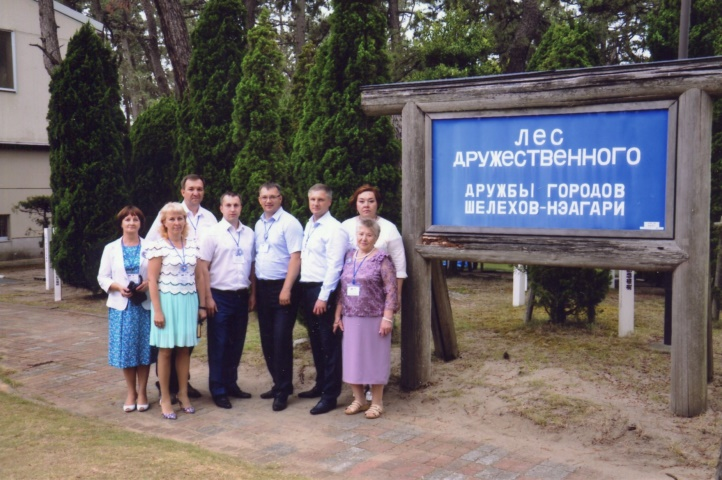 ЛЕС
ДРУЖЕСТВЕННОГО
ДРУЖБЫ ГОРОДОВ
ШЕЛЕХОВ-НЭАГАРИ